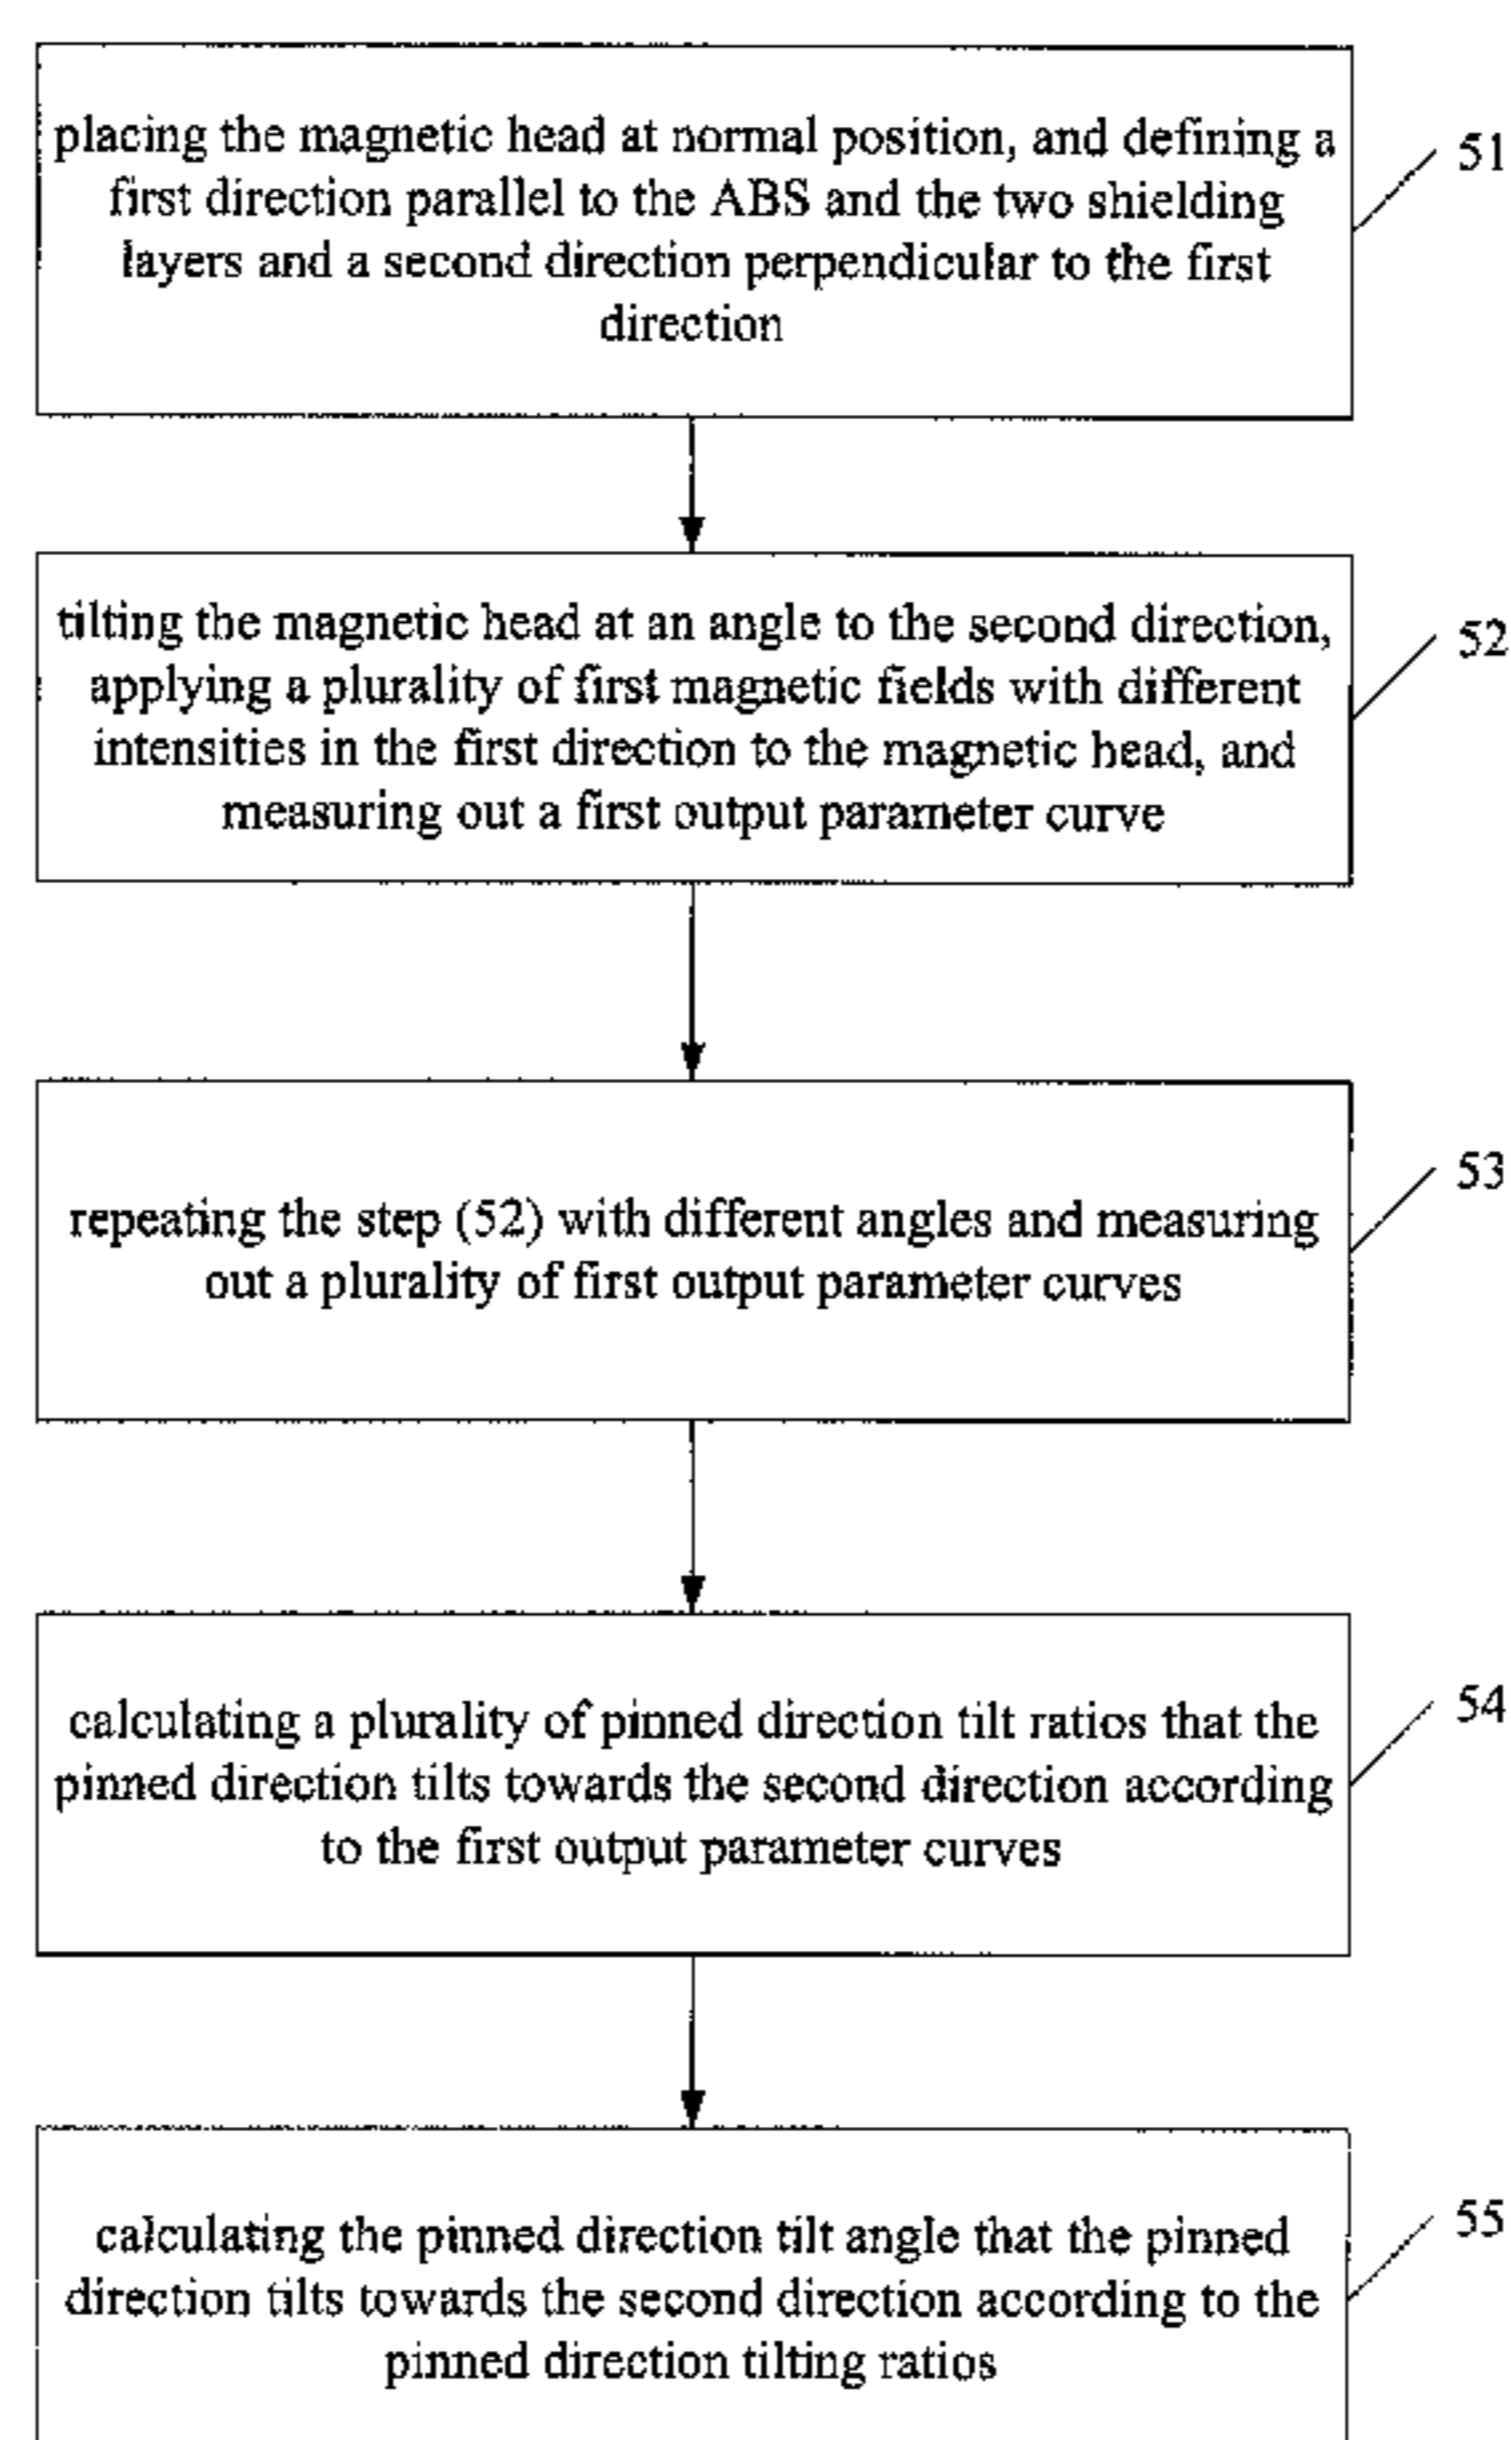 placing the magnetic head at normal position, and defining a
first direction parallel to the ABS and the two shielding
layers and a second direction perpendicular to the first
direction
51
tilting the magnetic head at an angle to the second direction,
applying a plurality of first magnetic fields with different
intensities in the first direction to the magnetic head, and
measuring out a first output parameter curve
52
repeating the step (52) with different angles and measuring
out a plurality of first output parameter curves
53
calculating a plurality of pinned direction tilt ratios that the
pinned direction tilts towards the second direction according
to the first output parameter curves
54
calculating the pinned direction tilt angle that the pinned
direction tilts towards the second direction according to the
pinned direction tilting ratios
55